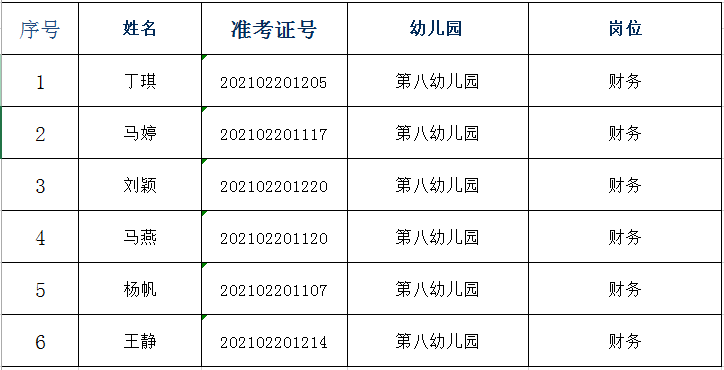 序号 姓名 准考证号 幼儿园 岗位
1 丁琪 202102201205 第八幼儿园 财务
2 马婷 202102201117 第八幼儿园 财务
3 刘颖 202102201220 第八幼儿园 财务
4 马燕 202102201120 第八幼儿园 财务
5 杨帆 202102201107 第八幼儿园 财务
6 王静 202102201214 第八幼儿园 财务